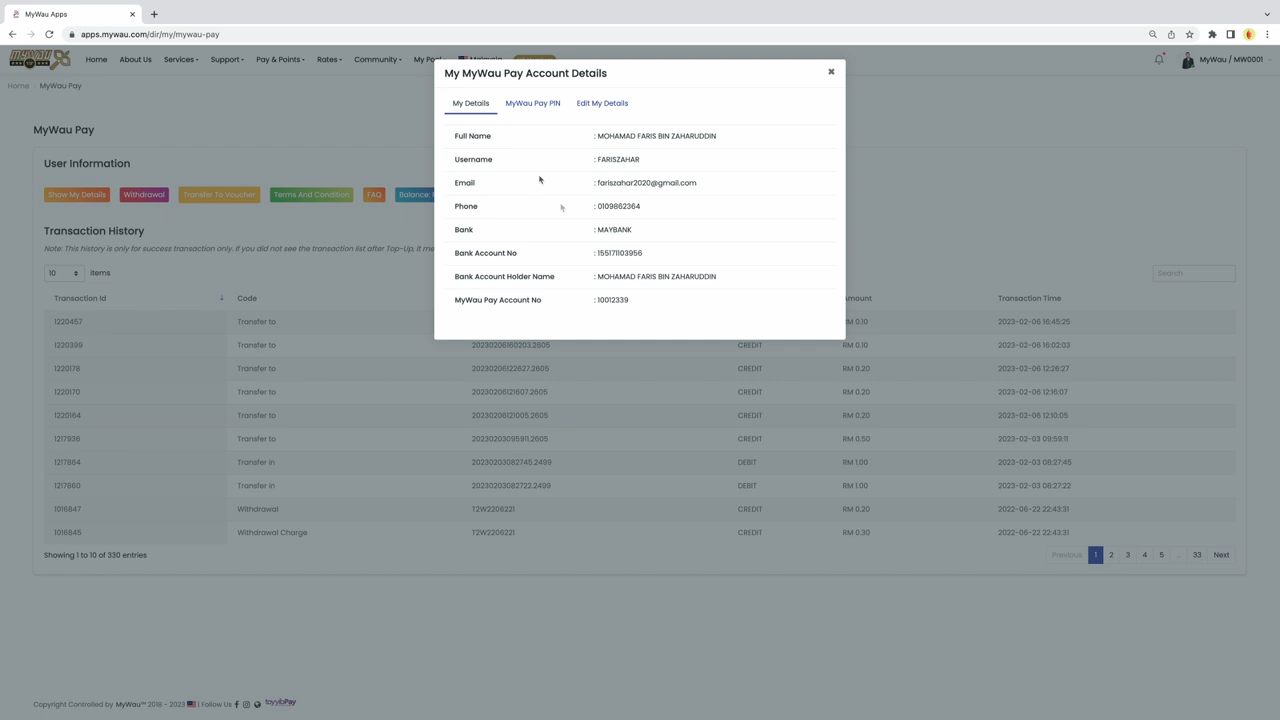 MyWau Apps
apps.mywau.com/dir/my/mywau-pay
MYWAU
Home About Us Services Support Pay & Points Rates Community My Malaysia
MyWau / MW0001
Home MyWau Pay
My MyWau Pay Account Details
My Details MyWau Pay PIN Edit My Details
Full Name : MOHAMAD FARIS BIN ZAHARUDDIN
Username : FARISZAHAR
Email : fariszahar2020@gmail.com
Phone : 0109862364
Bank : MAYBANK
Bank Account No : 155171103956
Bank Account Holder Name : MOHAMAD FARIS BIN ZAHARUDDIN
MyWau Pay Account No : 10012339
MyWau Pay
User Information
Show My Details Withdrawal Transfer To Voucher Terms And Condition FAQ Balance:
Transaction History
Note: This history is only for success transaction only. If you did not see the transaction list after Top-Up, it me
10 items Search
Transaction Id Code Amount Transaction Time
1220457 Transfer to RM 0.10 2023-02-06 16:45:25
1220399 Transfer to 20230206160203.2605 CREDIT RM 0.10 2023-02-06 16:02:03
1220178 Transfer to 20230206122627.2605 CREDIT RM 0.20 2023-02-06 12:26:27
1220170 Transfer to 20230206121607.2605 CREDIT RM 0.20 2023-02-06 12:16:07
1220164 Transfer to 20230206121005.2605 CREDIT RM 0.20 2023-02-06 12:10:05
1217936 Transfer to 20230203095911.2605 CREDIT RM 0.50 2023-02-03 09:59:11
1217864 Transfer in 20230203082745.2499 DEBIT RM 1.00 2023-02-03 08:27:45
1217860 Transfer in 20230203082722.2499 DEBIT RM 1.00 2023-02-03 08:27:22
1016847 Withdrawal T2W2206221 CREDIT RM 0.20 2022-06-22 22:43:31
1016845 Withdrawal Charge T2W2206221 CREDIT RM 0.30 2022-06-22 22:43:31
Showing 1 to 10 of 330 entries
Previous 1 2 3 4 5 … 33 Next
Copyright Controlled by MyWau™ 2018 - 2023 | Follow Us toyyibPay